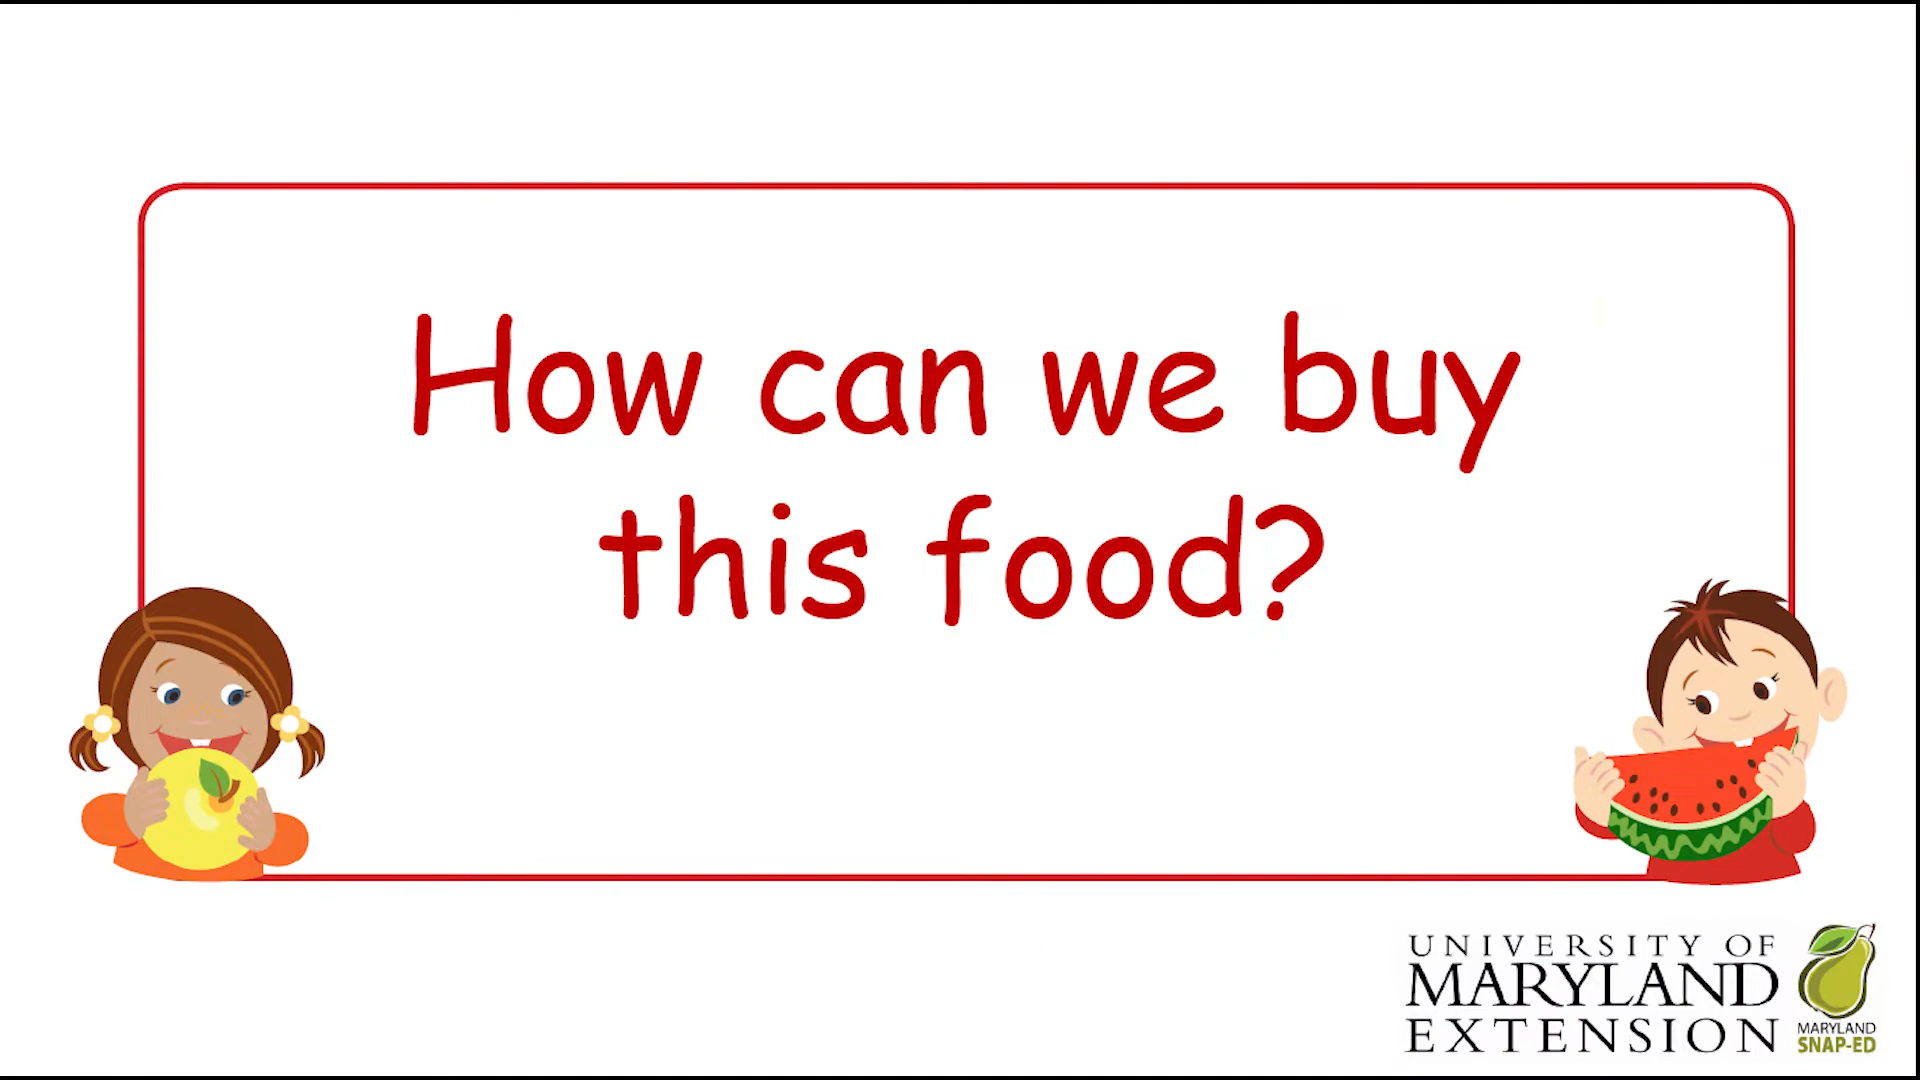 How can we buy
this food?
UNIVERSITY OF
MARYLAND
EXTENSION
MARYLAND
SNAP-ED